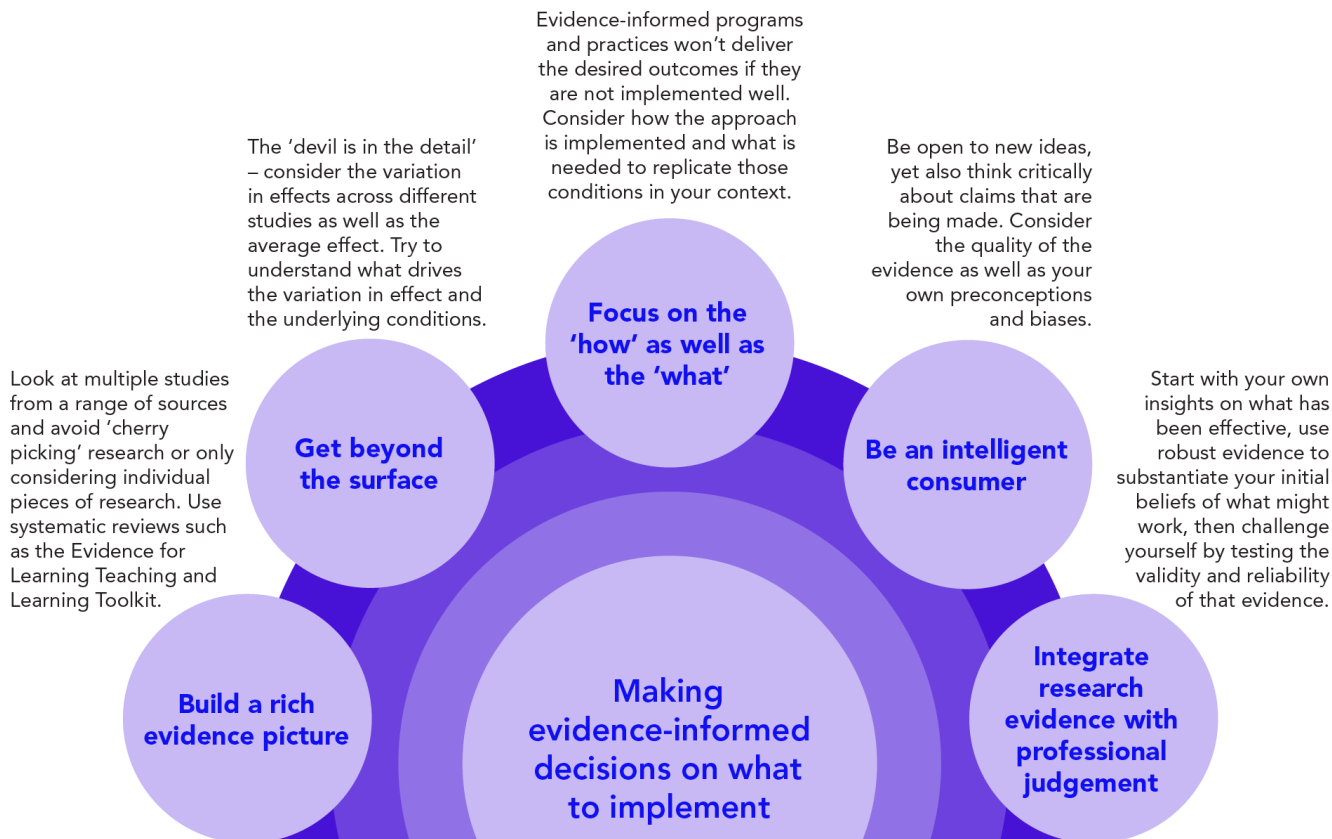 Evidence-informed programs
and practices won’t deliver
the desired outcomes if they
are not implemented well.
Consider how the approach
is implemented and what is
needed to replicate those
conditions in your context.
The ‘devil is in the detail’
– consider the variation
in effects across different
studies as well as the
average effect. Try to
understand what drives
the variation in effect and
the underlying conditions.
Be open to new ideas,
yet also think critically
about claims that are
being made. Consider
the quality of the
evidence as well as your
own preconceptions
and biases.
Focus on the
‘how’ as well as
the ‘what’
Look at multiple studies
from a range of sources
and avoid ‘cherry
picking’ research or only
considering individual
pieces of research. Use
systematic reviews such
as the Evidence for
Learning Teaching and
Learning Toolkit.
Get beyond
the surface
Be an intelligent
consumer
Start with your own
insights on what has
been effective, use
robust evidence to
substantiate your initial
beliefs of what might
work, then challenge
yourself by testing the
validity and reliability
of that evidence.
Build a rich
evidence picture
Making
evidence-informed
decisions on what
to implement
Integrate
research
evidence with
professional
judgement